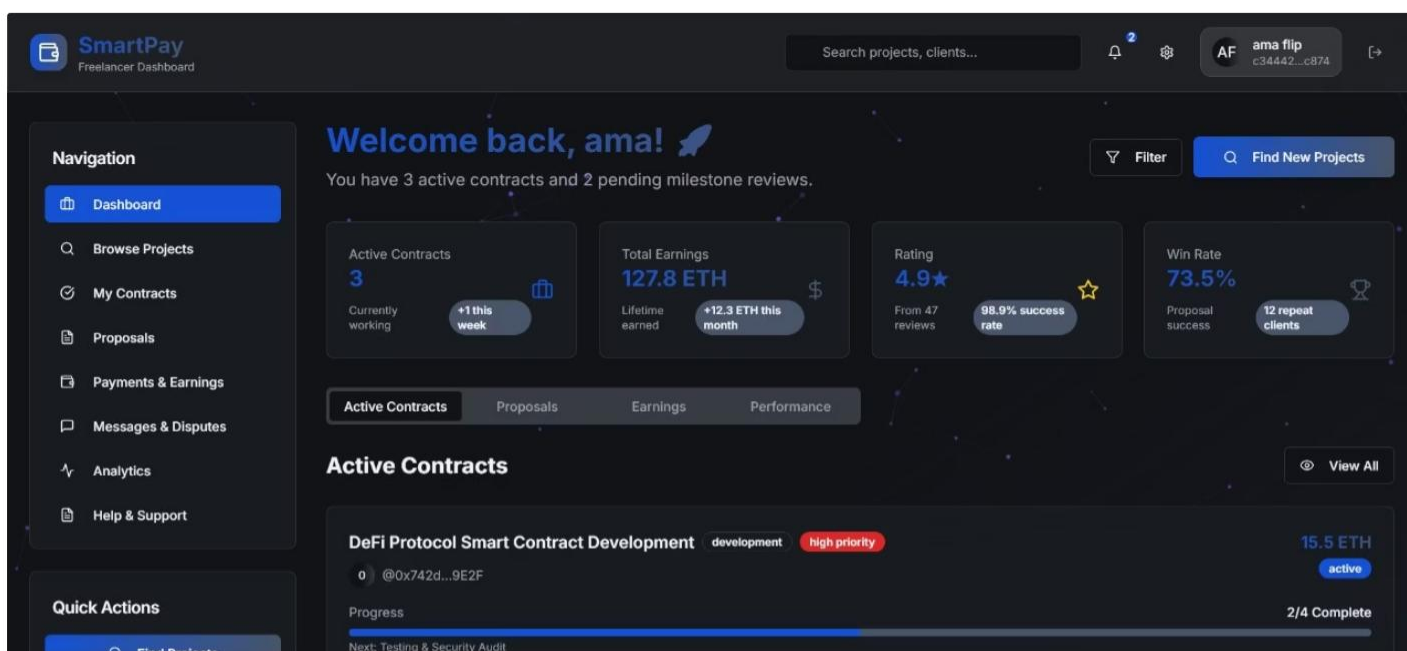 SmartPay
Freelancer Dashboard
Search projects, clients...
2
AF
ama flip
c34442...c874
Navigation
Dashboard
Browse Projects
My Contracts
Proposals
Payments & Earnings
Messages & Disputes
Analytics
Help & Support
Quick Actions
Find Projects
Welcome back, ama! 🚀
You have 3 active contracts and 2 pending milestone reviews.
Filter
Find New Projects
Active Contracts
3
Currently
working
+1 this
week
Total Earnings
127.8 ETH
Lifetime
earned
+12.3 ETH this
month
Rating
4.9★
From 47
reviews
98.9% success
rate
Win Rate
73.5%
Proposal
success
12 repeat
clients
Active Contracts
Proposals
Earnings
Performance
Active Contracts
View All
DeFi Protocol Smart Contract Development
development
high priority
15.5 ETH
0
@0x742d...9E2F
active
Progress
2/4 Complete
Next: Testing & Security Audit